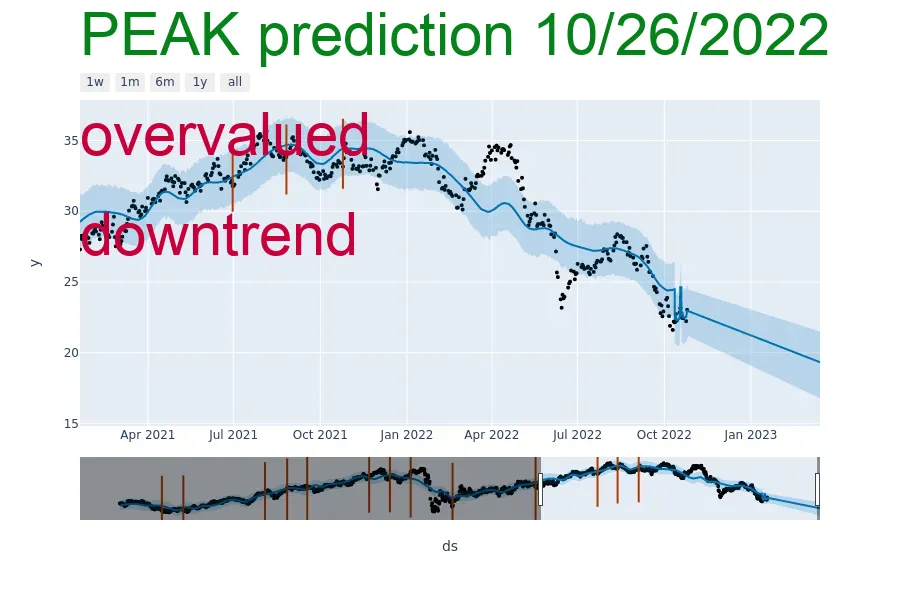 PEAK prediction 10/26/2022
1w 1m 6m 1y all
overvalued
downtrend
35
30
25
20
15
y
Apr 2021 Jul 2021 Oct 2021 Jan 2022 Apr 2022 Jul 2022 Oct 2022 Jan 2023
ds